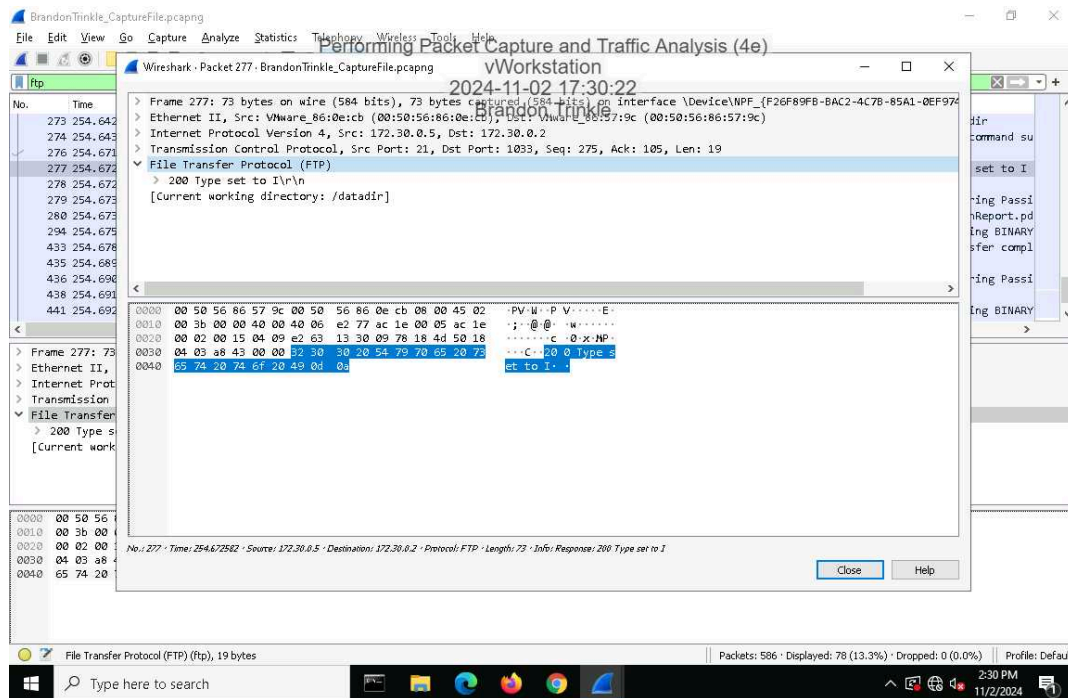 BrandonTrinkle_CaptureFile.pcapng
File Edit View Go Capture Analyze Statistics Telephony Wireless Tools Help
Performing Packet Capture and Traffic Analysis (4e)
vWorkstation
2024-11-02 17:30:22
Brandon Trinkle
ftp
Wireshark · Packet 277 · BrandonTrinkle_CaptureFile.pcapng
No. Time
273 254.642
274 254.643
276 254.671
277 254.672
278 254.672
279 254.673
280 254.673
294 254.675
433 254.678
435 254.689
436 254.690
438 254.691
441 254.692
> Frame 277: 73 bytes on wire (584 bits), 73 bytes captured (584 bits) on interface \Device\NPF_{F26F89FB-BAC2-4C7B-85A1-0EF974
> Ethernet II, Src: VMware_86:0e:cb (00:50:56:86:0e:cb), Dst: VMware_86:57:9c (00:50:56:86:57:9c)
> Internet Protocol Version 4, Src: 172.30.0.5, Dst: 172.30.0.2
> Transmission Control Protocol, Src Port: 21, Dst Port: 1033, Seq: 275, Ack: 105, Len: 19
File Transfer Protocol (FTP)
> 200 Type set to I\r\n
[Current working directory: /datadir]
dir
command su
set to I
ring Passi
nReport.pd
ing BINARY
sfer compl
ring Passi
ing BINARY
0000 00 50 56 86 57 9c 00 50 56 86 0e cb 08 00 45 02 ·PV·W··P V·····E·
0010 00 3b 00 00 40 00 40 06 e2 77 ac 1e 00 05 ac 1e ·;··@·@· ·w······
0020 00 02 00 15 04 09 e2 63 13 30 09 78 18 4d 50 18 ·······c ·0·x·MP·
0030 04 03 a8 43 00 00 32 30 30 20 54 79 70 65 20 73 ···C··20 0 Type s
0040 65 74 20 74 6f 20 49 0d 0a et to I· ·
No.: 277 · Time: 254.672582 · Source: 172.30.0.5 · Destination: 172.30.0.2 · Protocol: FTP · Length: 73 · Info: Response: 200 Type set to I
Close Help
> Frame 277: 73
> Ethernet II,
> Internet Prot
> Transmission
File Transfer
> 200 Type s
[Current work
0000 00 50 56
0010 00 3b 00
0020 00 02 00
0030 04 03 a8
0040 65 74 20
File Transfer Protocol (FTP) (ftp), 19 bytes
Packets: 586 · Displayed: 78 (13.3%) · Dropped: 0 (0.0%)
Profile: Defau
Type here to search
2:30 PM
11/2/2024